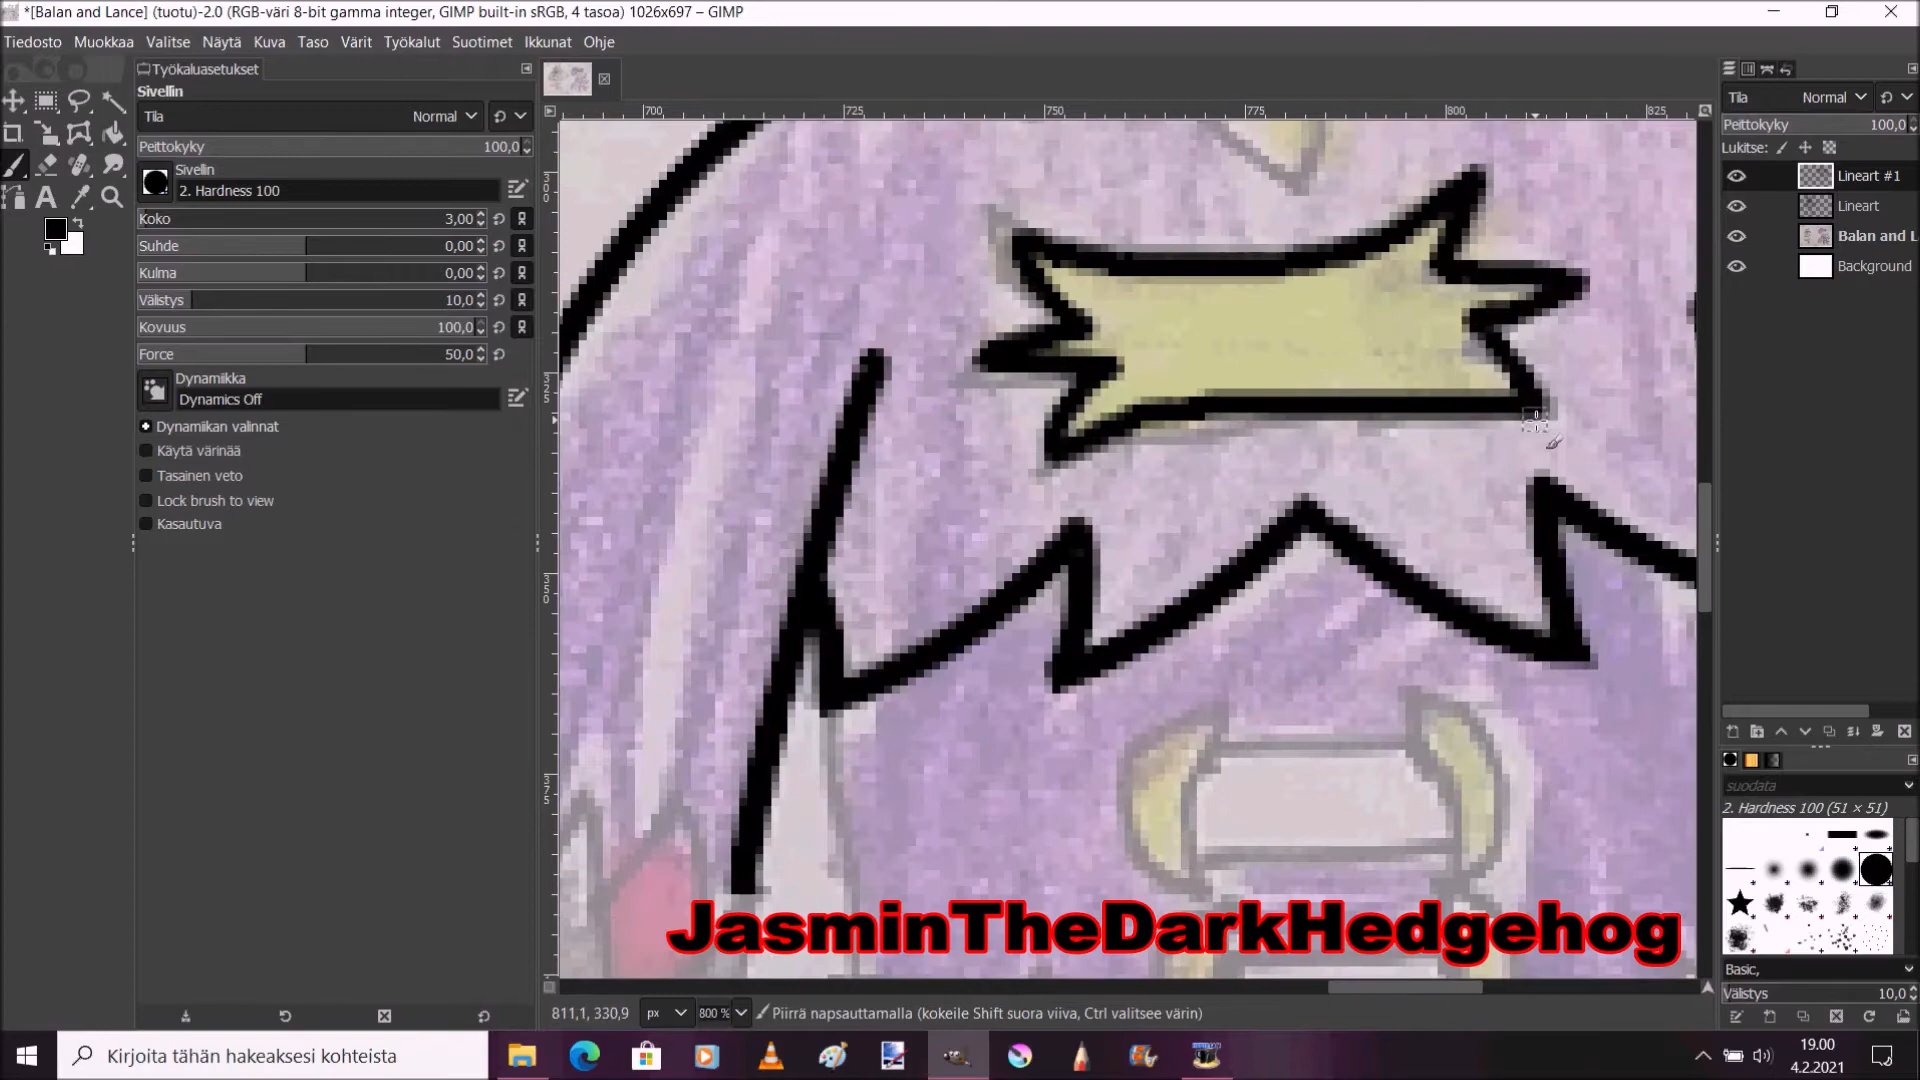 *[Balan and Lance] (tuotu)-2.0 (RGB-väri 8-bit gamma integer, GIMP built-in sRGB, 4 tasoa) 1026x697 – GIMP
Tiedosto Muokkaa Valitse Näytä Kuva Taso Värit Työkalut Suotimet Ikkunat Ohje
Työkaluasetukset
Sivellin
Tila Normal
Peittokyky 100,0
Sivellin
2. Hardness 100
Koko 3,00
Suhde 0,00
Kulma 0,00
Välistys 10,0
Kovuus 100,0
Force 50,0
Dynamiikka
Dynamics Off
Dynamiikan valinnat
Käytä värinää
Tasainen veto
Lock brush to view
Kasautuva
700 725 750 775 800 825
300
325
350
375
Tila Normal
Peittokyky 100,0
Lukitse:
Lineart #1
Lineart
Balan and L
Background
suodata
2. Hardness 100 (51 × 51)
Basic,
Välistys 10,0
JasminTheDarkHedgehog
811,1, 330,9 px 800 % Piirrä napsauttamalla (kokeile Shift suora viiva, Ctrl valitsee värin)
Kirjoita tähän hakeaksesi kohteista
19.00
4.2.2021